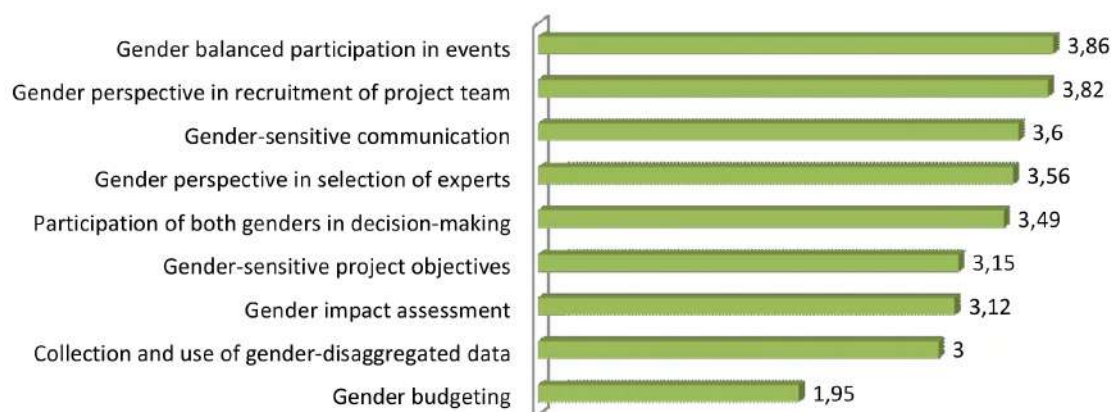 Gender balanced participation in events 3,86
Gender perspective in recruitment of project team 3,82
Gender-sensitive communication 3,6
Gender perspective in selection of experts 3,56
Participation of both genders in decision-making 3,49
Gender-sensitive project objectives 3,15
Gender impact assessment 3,12
Collection and use of gender-disaggregated data 3
Gender budgeting 1,95